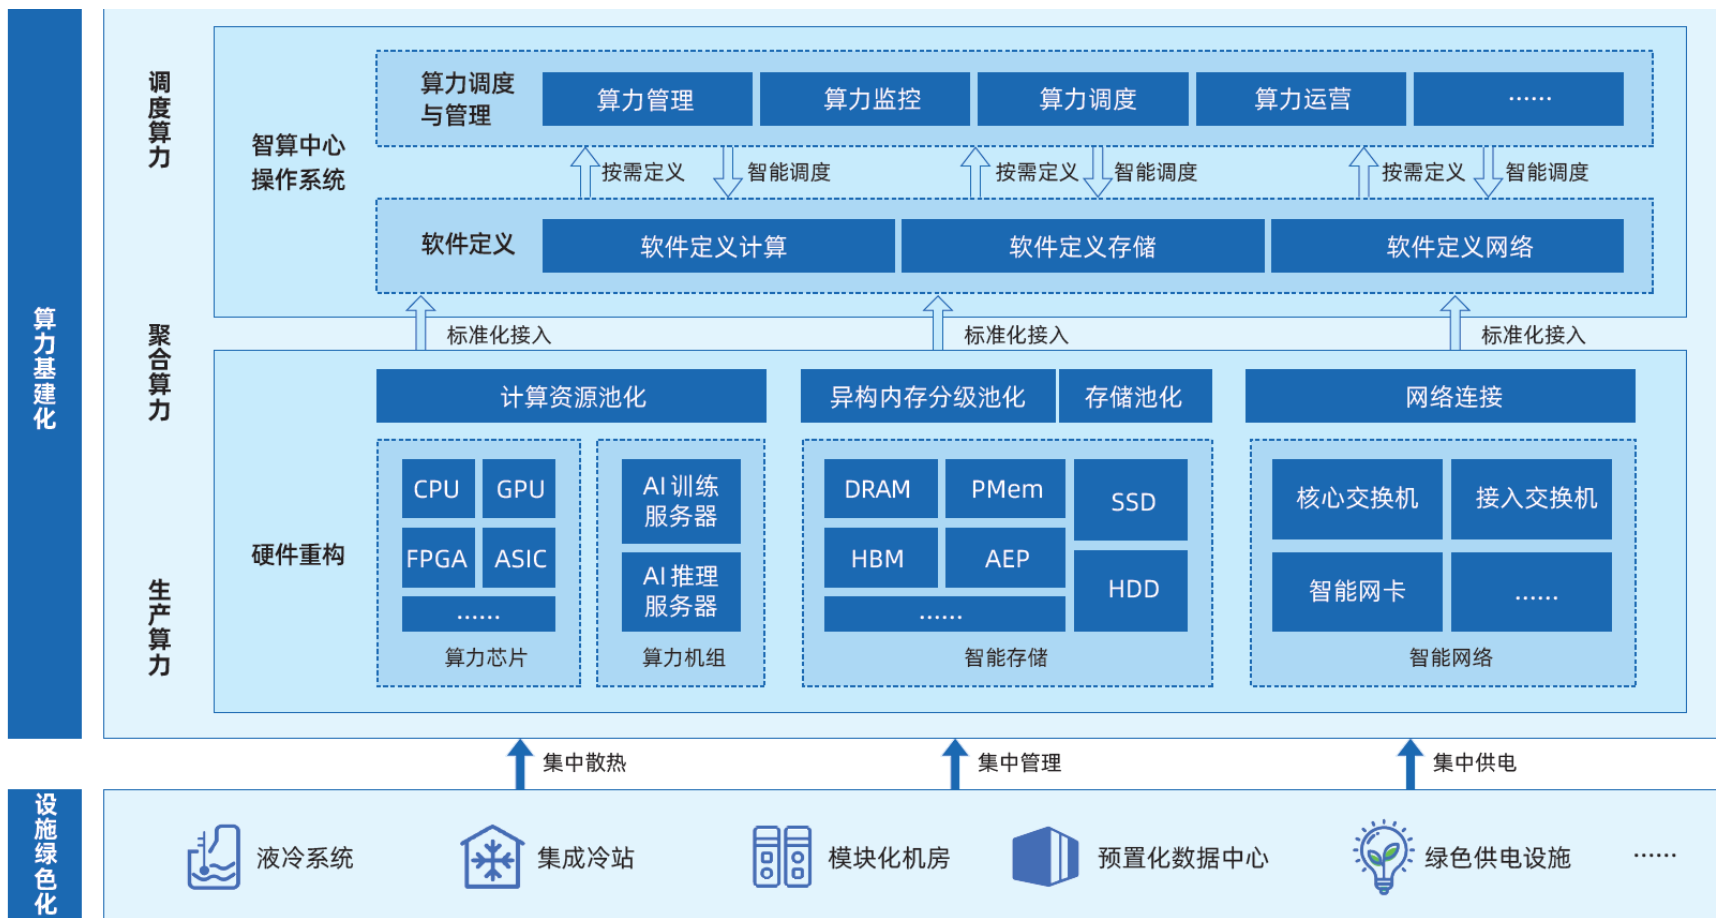 算力基建化
调度算力
聚合算力
生产算力
智算中心
操作系统
算力调度
与管理
算力管理
算力监控
算力调度
算力运营
······
按需定义
智能调度
按需定义
智能调度
按需定义
智能调度
软件定义
软件定义计算
软件定义存储
软件定义网络
标准化接入
标准化接入
标准化接入
硬件重构
计算资源池化
异构内存分级池化
存储池化
网络连接
CPU
GPU
FPGA
ASIC
······
算力芯片
AI 训练
服务器
AI 推理
服务器
算力机组
DRAM
PMem
HBM
AEP
······
SSD
HDD
智能存储
核心交换机
接入交换机
智能网卡
······
智能网络
集中散热
集中管理
集中供电
设施绿色化
液冷系统
集成冷站
模块化机房
预置化数据中心
绿色供电设施
······